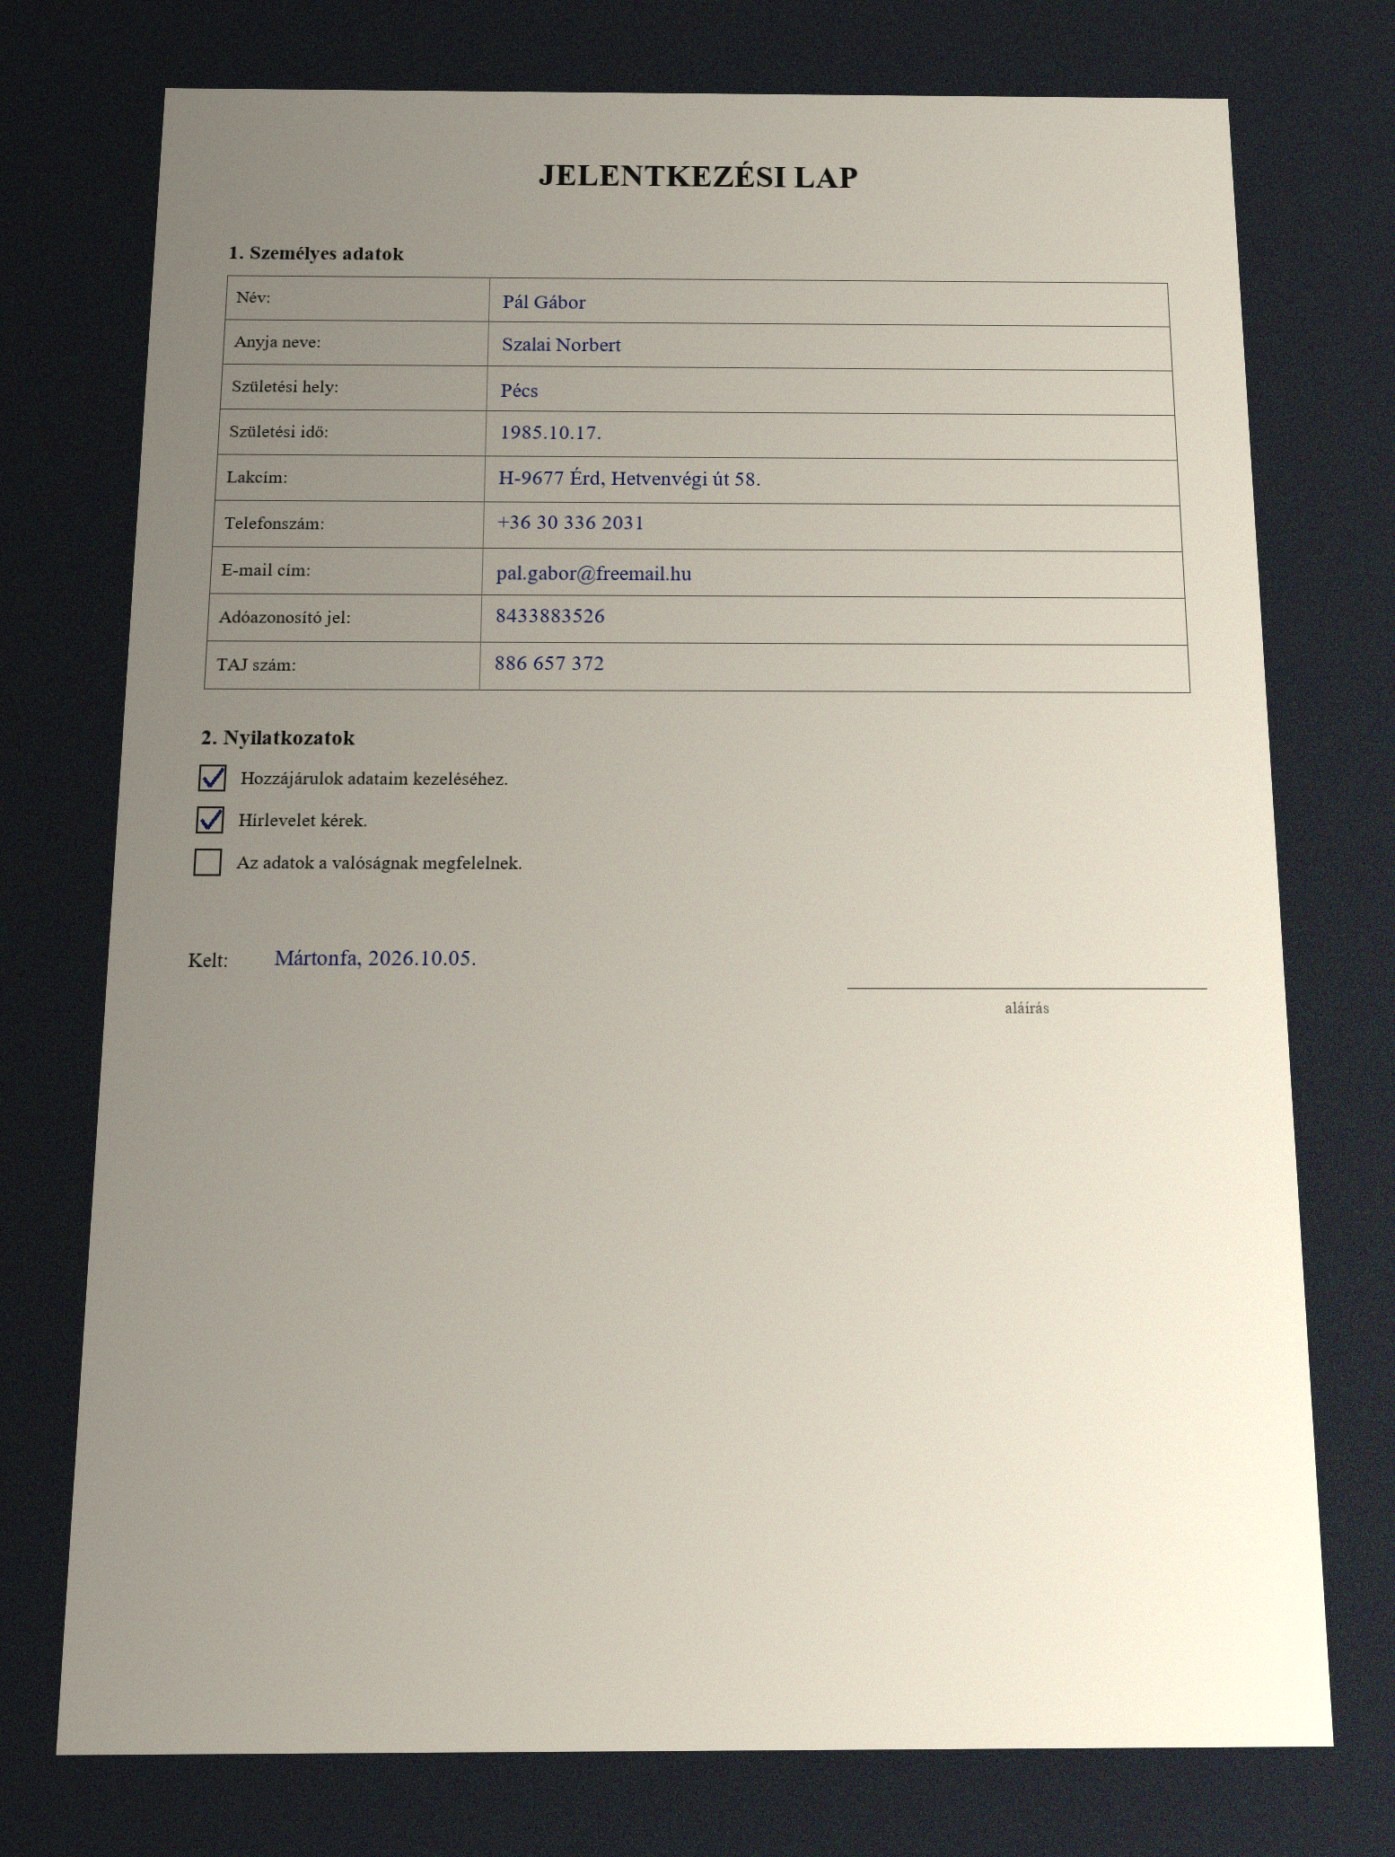 JELENTKEZÉSI LAP
1. Személyes adatok
Név: Pál Gábor
Anyja neve: Szalai Norbert
Születési hely: Pécs
Születési idő: 1985.10.17.
Lakcím: H-9677 Érd, Hetvenvégi út 58.
Telefonszám: +36 30 336 2031
E-mail cím: pal.gabor@freemail.hu
Adóazonosító jel: 8433883526
TAJ szám: 886 657 372
2. Nyilatkozatok
Hozzájárulok adataim kezeléséhez.
Hírlevelet kérek.
Az adatok a valóságnak megfelelnek.
Kelt: Mártonfa, 2026.10.05.
aláírás